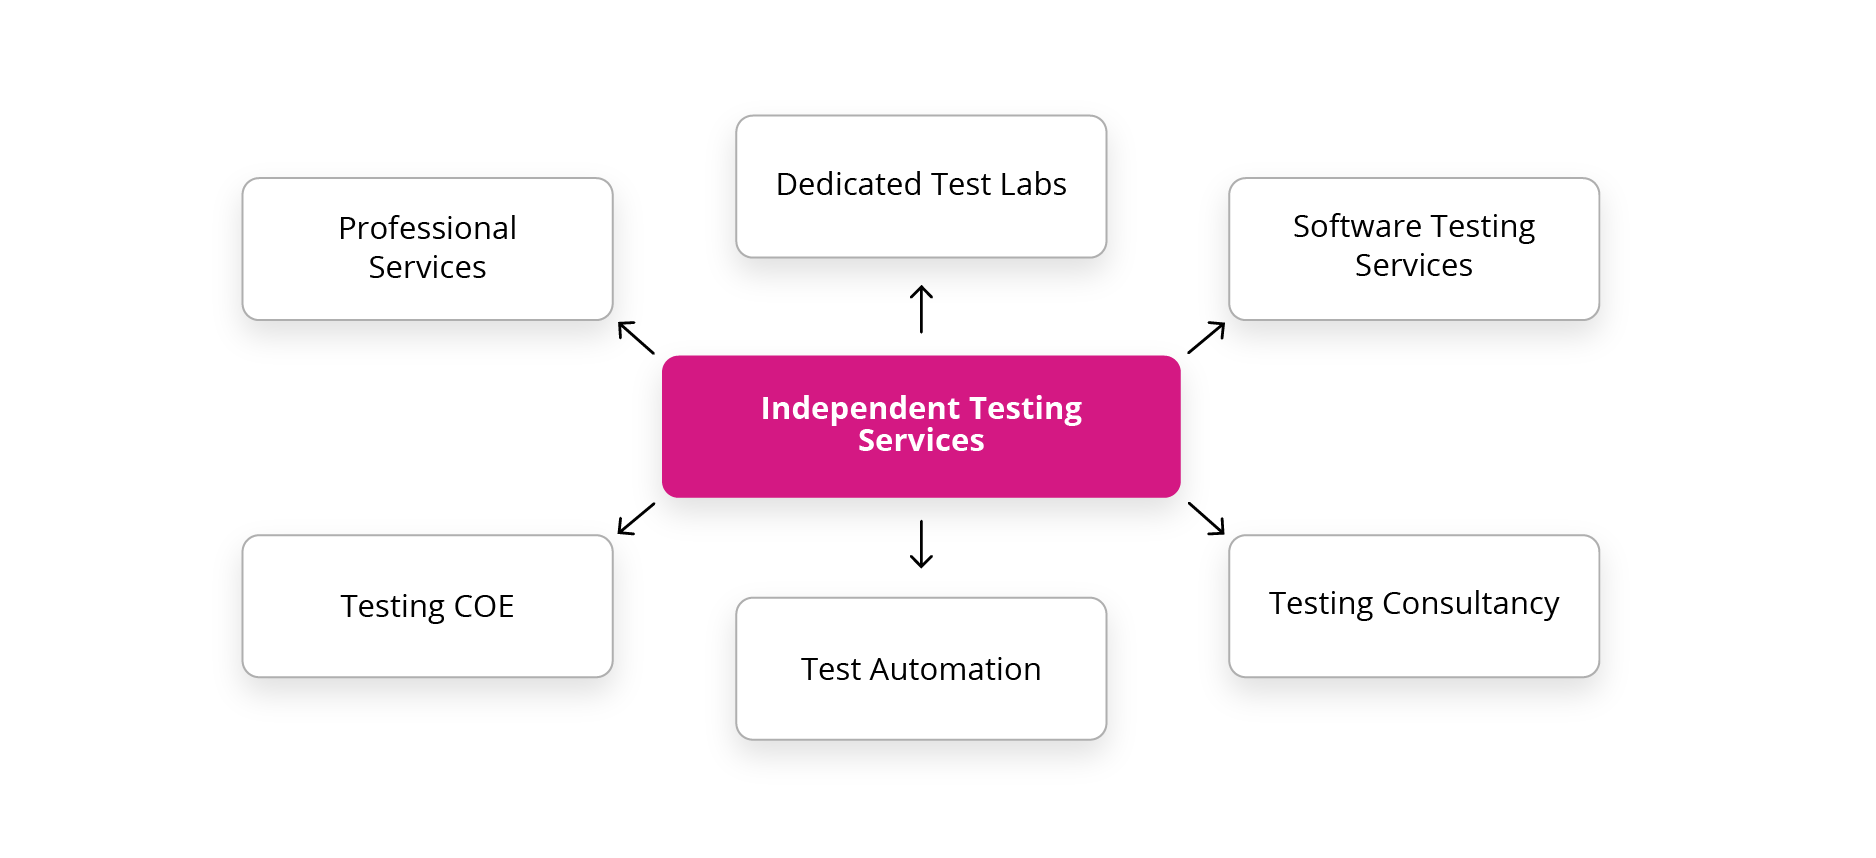 Dedicated Test Labs
Professional
Services
Software Testing
Services
Independent Testing
Services
Testing COE
Testing Consultancy
Test Automation